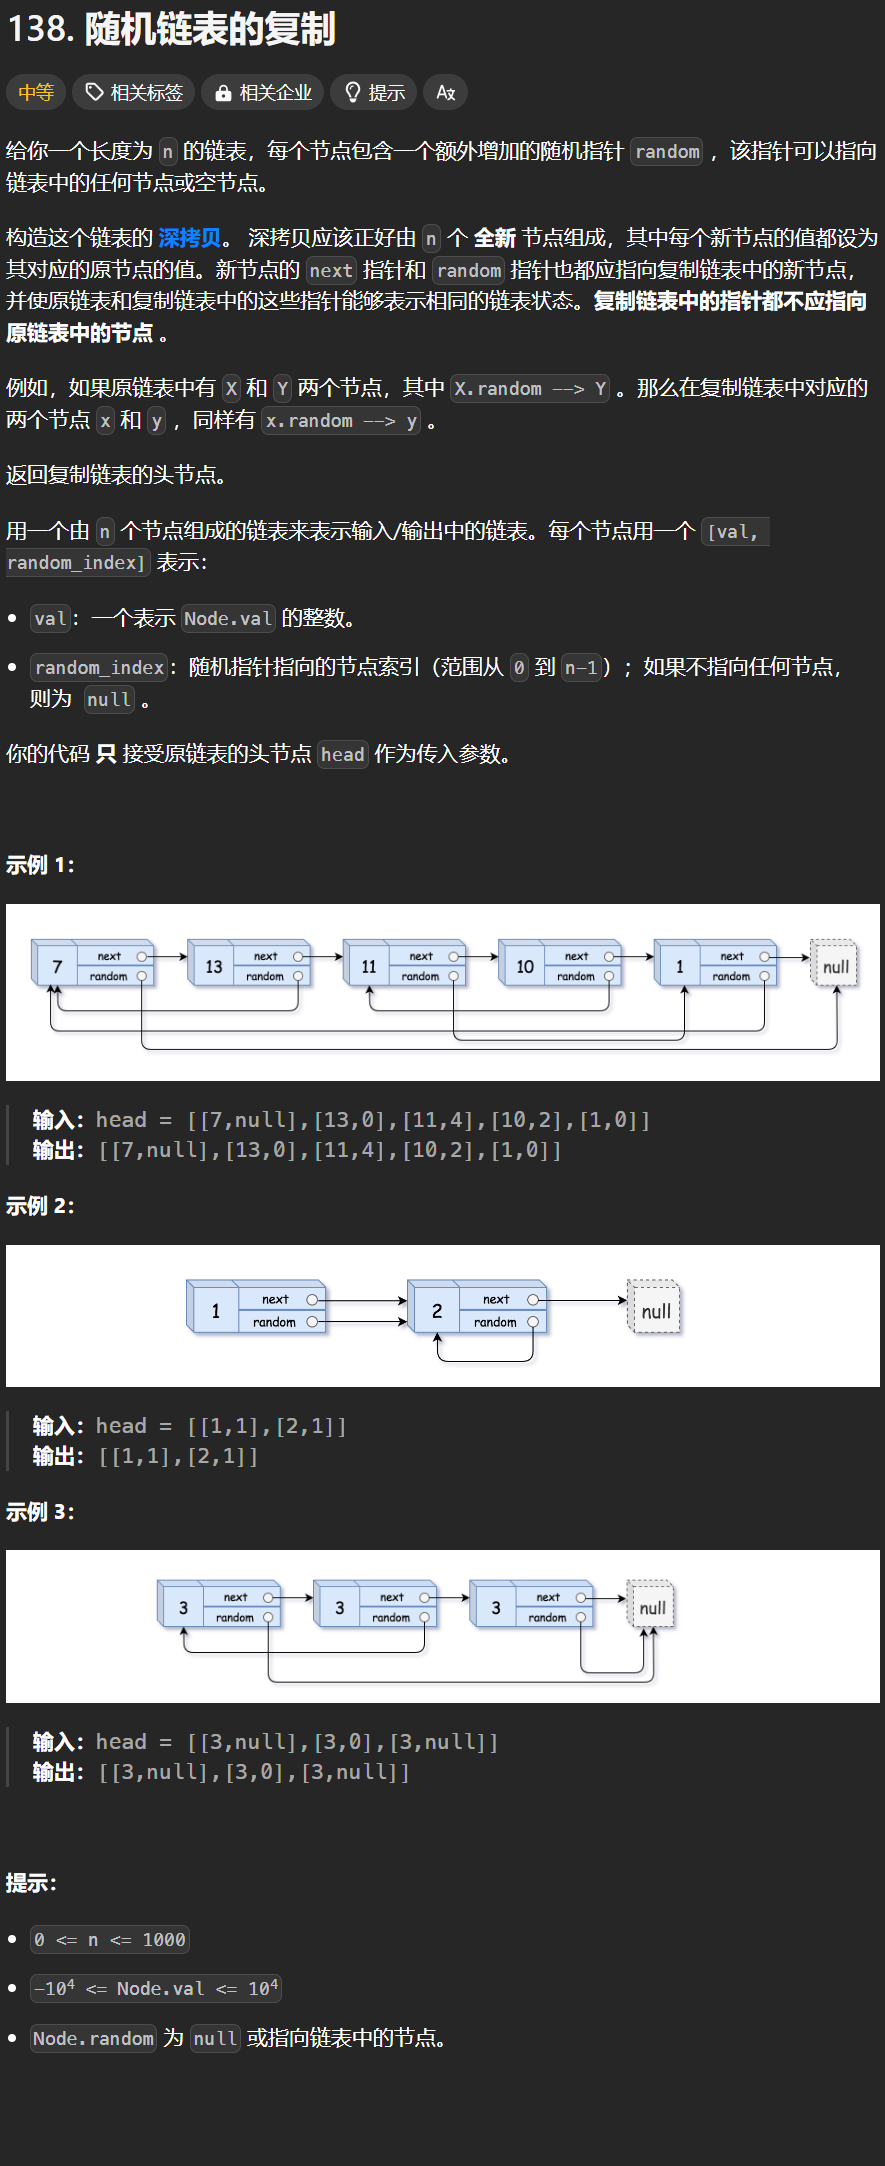 138. 随机链表的复制
中等 相关标签 相关企业 提示 A文
给你一个长度为 n 的链表，每个节点包含一个额外增加的随机指针 random ，该指针可以指向
链表中的任何节点或空节点。
构造这个链表的 深拷贝。 深拷贝应该正好由 n 个 全新 节点组成，其中每个新节点的值都设为
其对应的原节点的值。新节点的 next 指针和 random 指针也都应指向复制链表中的新节点，
并使原链表和复制链表中的这些指针能够表示相同的链表状态。复制链表中的指针都不应指向
原链表中的节点 。
例如，如果原链表中有 X 和 Y 两个节点，其中 X.random --> Y 。那么在复制链表中对应的
两个节点 x 和 y ，同样有 x.random --> y 。
返回复制链表的头节点。
用一个由 n 个节点组成的链表来表示输入/输出中的链表。每个节点用一个 [val,
random_index] 表示：
val：一个表示 Node.val 的整数。
random_index：随机指针指向的节点索引（范围从 0 到 n-1）；如果不指向任何节点，
则为 null 。
你的代码 只 接受原链表的头节点 head 作为传入参数。
示例 1：
7 next random 13 next random 11 next random 10 next random 1 next random null
输入：head = [[7,null],[13,0],[11,4],[10,2],[1,0]]
输出：[[7,null],[13,0],[11,4],[10,2],[1,0]]
示例 2：
1 next random 2 next random null
输入：head = [[1,1],[2,1]]
输出：[[1,1],[2,1]]
示例 3：
3 next random 3 next random 3 next random null
输入：head = [[3,null],[3,0],[3,null]]
输出：[[3,null],[3,0],[3,null]]
提示：
0 <= n <= 1000
-10⁴ <= Node.val <= 10⁴
Node.random 为 null 或指向链表中的节点。